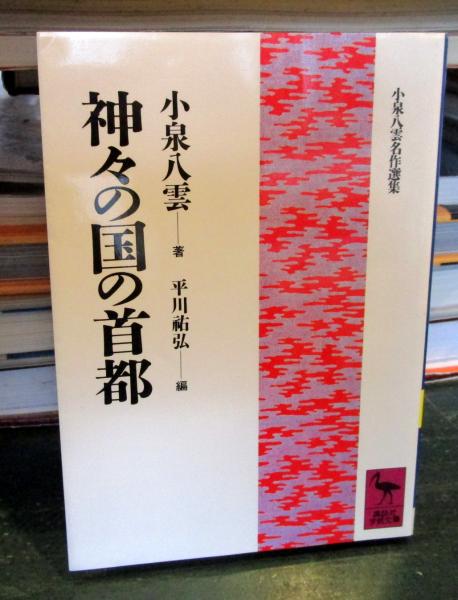 小泉八雲名作選集
小泉八雲――著 平川祐弘――編
神々の国の首都
講談社
学術文庫